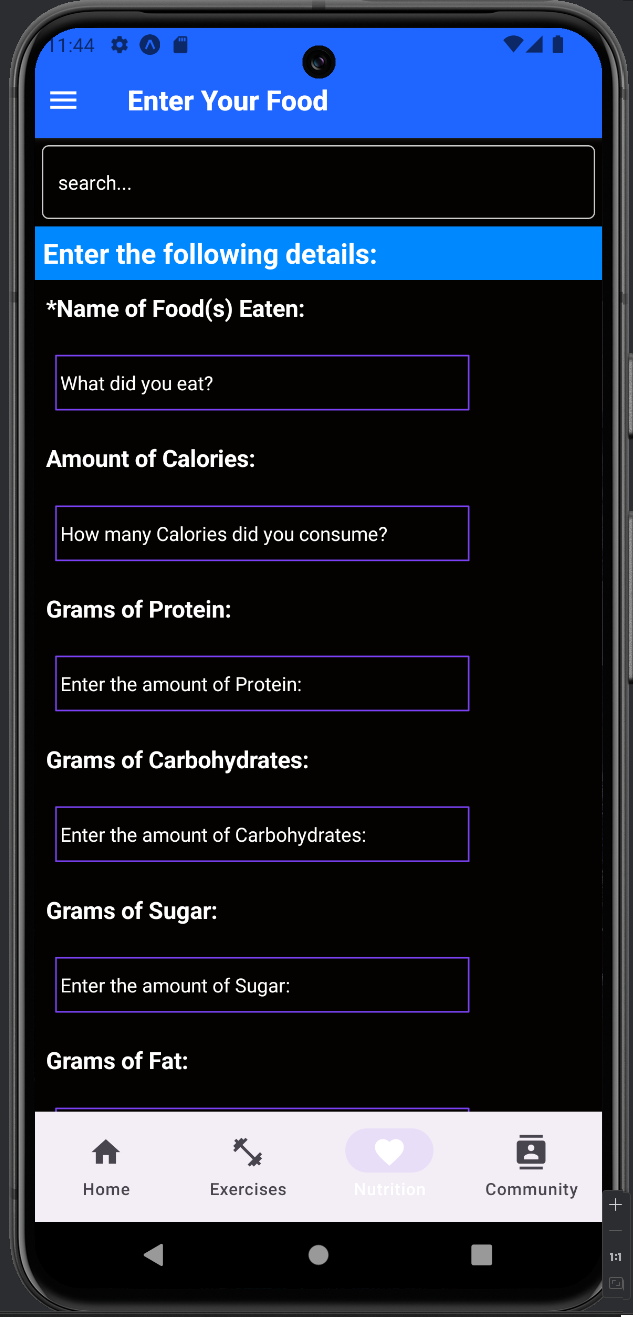 11:44
Enter Your Food
search...
Enter the following details:
*Name of Food(s) Eaten:
What did you eat?
Amount of Calories:
How many Calories did you consume?
Grams of Protein:
Enter the amount of Protein:
Grams of Carbohydrates:
Enter the amount of Carbohydrates:
Grams of Sugar:
Enter the amount of Sugar:
Grams of Fat:
Home Exercises Nutrition Community
1:1